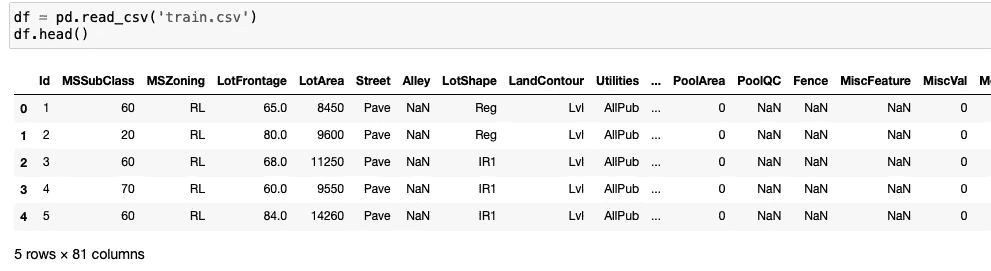 df = pd.read_csv('train.csv')
df.head()
Id MSSubClass MSZoning LotFrontage LotArea Street Alley LotShape LandContour Utilities ... PoolArea PoolQC Fence MiscFeature MiscVal
0 1 60 RL 65.0 8450 Pave NaN Reg Lvl AllPub ... 0 NaN NaN NaN 0
1 2 20 RL 80.0 9600 Pave NaN Reg Lvl AllPub ... 0 NaN NaN NaN 0
2 3 60 RL 68.0 11250 Pave NaN IR1 Lvl AllPub ... 0 NaN NaN NaN 0
3 4 70 RL 60.0 9550 Pave NaN IR1 Lvl AllPub ... 0 NaN NaN NaN 0
4 5 60 RL 84.0 14260 Pave NaN IR1 Lvl AllPub ... 0 NaN NaN NaN 0
5 rows × 81 columns